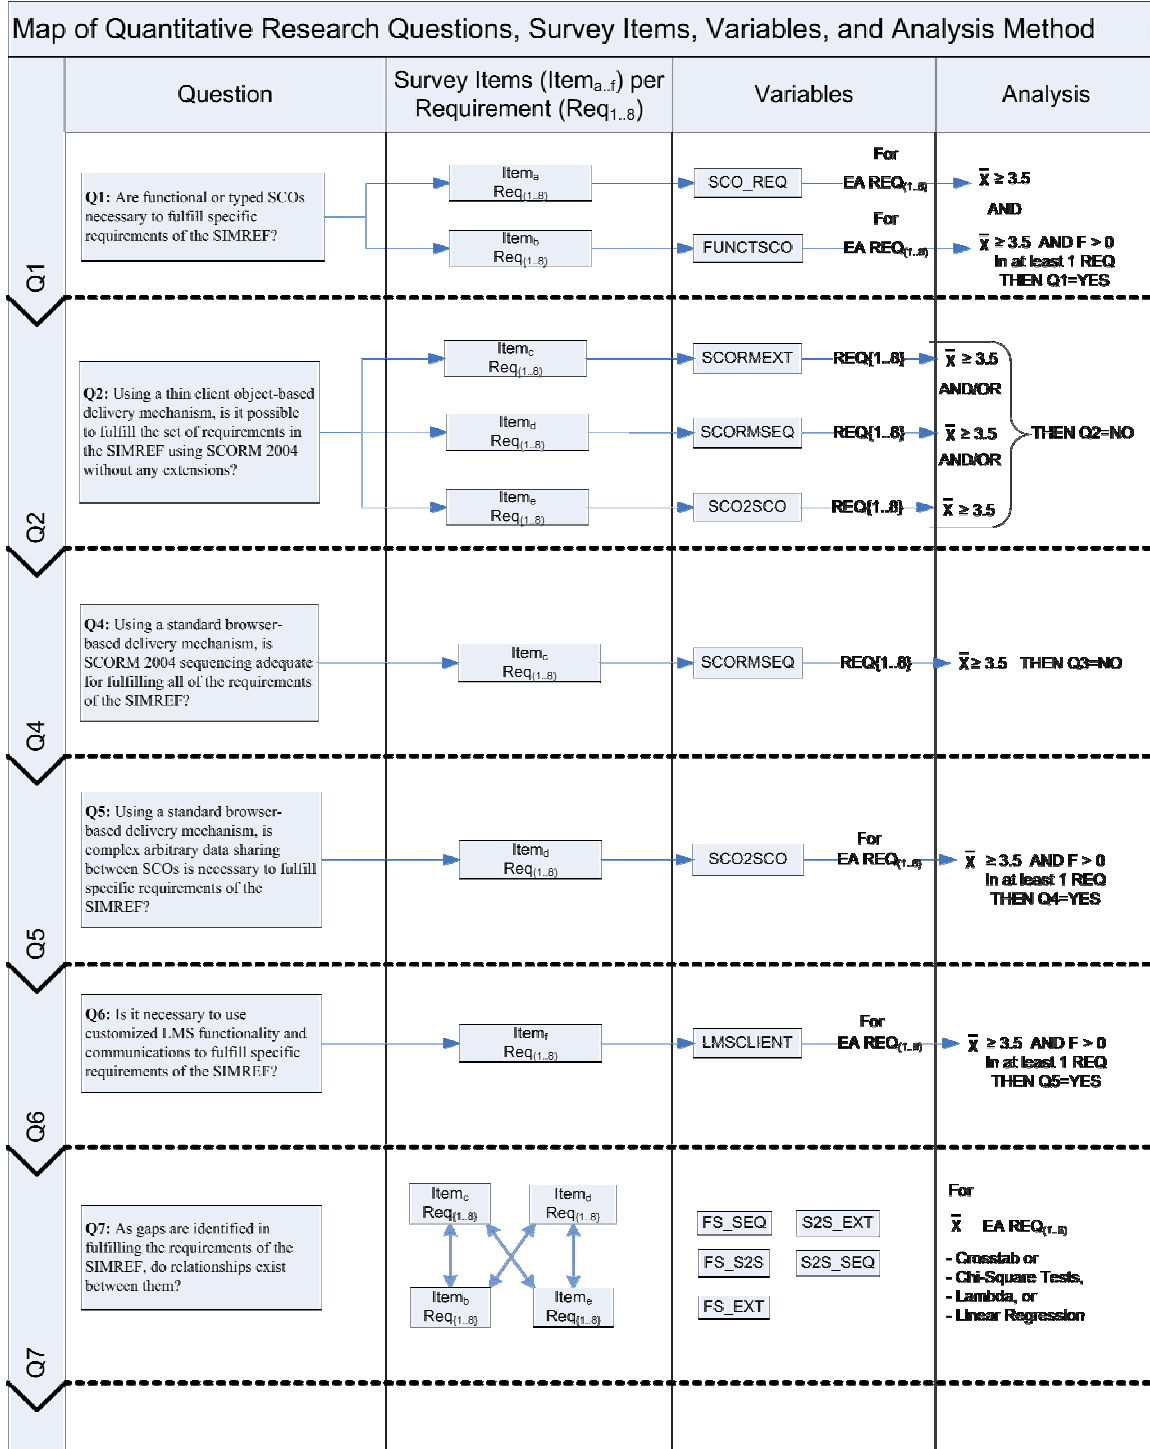 Map of Quantitative Research Questions, Survey Items, Variables, and Analysis Method
Question
Survey Items (Itema..f) per
Requirement (Req1..8)
Variables
Analysis
Q1
Q1: Are functional or typed SCOs
necessary to fulfill specific
requirements of the SIMREF?
Itema
Req(1..8)
Itemb
Req(1..8)
SCO_REQ
FUNCTSCO
For
EA REQ(1..8)
For
EA REQ(1..8)
x̄ ≥ 3.5
AND
x̄ ≥ 3.5 AND F > 0
In at least 1 REQ
THEN Q1=YES
Q2
Q2: Using a thin client object-based
delivery mechanism, is it possible
to fulfill the set of requirements in
the SIMREF using SCORM 2004
without any extensions?
Itemc
Req(1..8)
Itemd
Req(1..8)
Iteme
Req(1..8)
SCORMEXT
SCORMSEQ
SCO2SCO
REQ{1..8}
REQ{1..8}
REQ{1..8}
x̄ ≥ 3.5
AND/OR
x̄ ≥ 3.5
AND/OR
x̄ ≥ 3.5
THEN Q2=NO
Q4
Q4: Using a standard browser-
based delivery mechanism, is
SCORM 2004 sequencing adequate
for fulfilling all of the requirements
of the SIMREF?
Itemc
Req(1..8)
SCORMSEQ
REQ{1..8}
x̄ ≥ 3.5 THEN Q3=NO
Q5
Q5: Using a standard browser-
based delivery mechanism, is
complex arbitrary data sharing
between SCOs is necessary to fulfill
specific requirements of the
SIMREF?
Itemd
Req(1..8)
SCO2SCO
For
EA REQ(1..8)
x̄ ≥ 3.5 AND F > 0
In at least 1 REQ
THEN Q4=YES
Q6
Q6: Is it necessary to use
customized LMS functionality and
communications to fulfill specific
requirements of the SIMREF?
Itemf
Req(1..8)
LMSCLIENT
For
EA REQ(1..8)
x̄ ≥ 3.5 AND F > 0
In at least 1 REQ
THEN Q5=YES
Q7
Q7: As gaps are identified in
fulfilling the requirements of the
SIMREF, do relationships exist
between them?
Itemc
Req{1..8}
Itemd
Req(1..8)
Itemb
Req{1..8}
Iteme
Req{1..8}
FS_SEQ
S2S_EXT
FS_S2S
S2S_SEQ
FS_EXT
For
x̄ EA REQ(1..8)
- Crosstab or
- Chi-Square Tests,
- Lambda, or
- Linear Regression